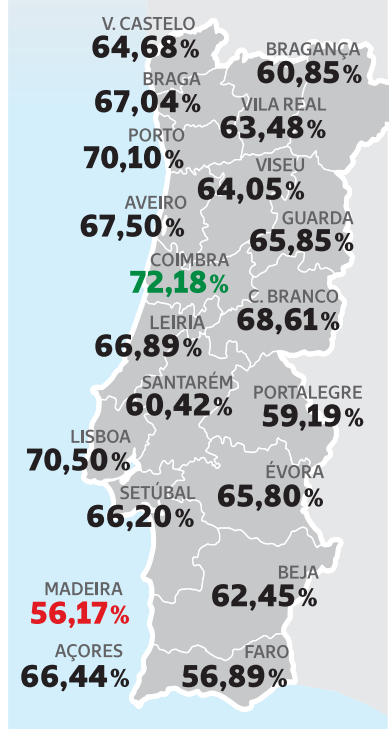 V. CASTELO
64,68%
BRAGANÇA
60,85%
BRAGA
67,04%
VILA REAL
63,48%
PORTO
70,10%
VISEU
64,05%
AVEIRO
67,50%
GUARDA
65,85%
COIMBRA
72,18%
C. BRANCO
68,61%
LEIRIA
66,89%
SANTARÉM
60,42%
PORTALEGRE
59,19%
LISBOA
70,50%
ÉVORA
65,80%
SETÚBAL
66,20%
BEJA
62,45%
MADEIRA
56,17%
AÇORES
66,44%
FARO
56,89%